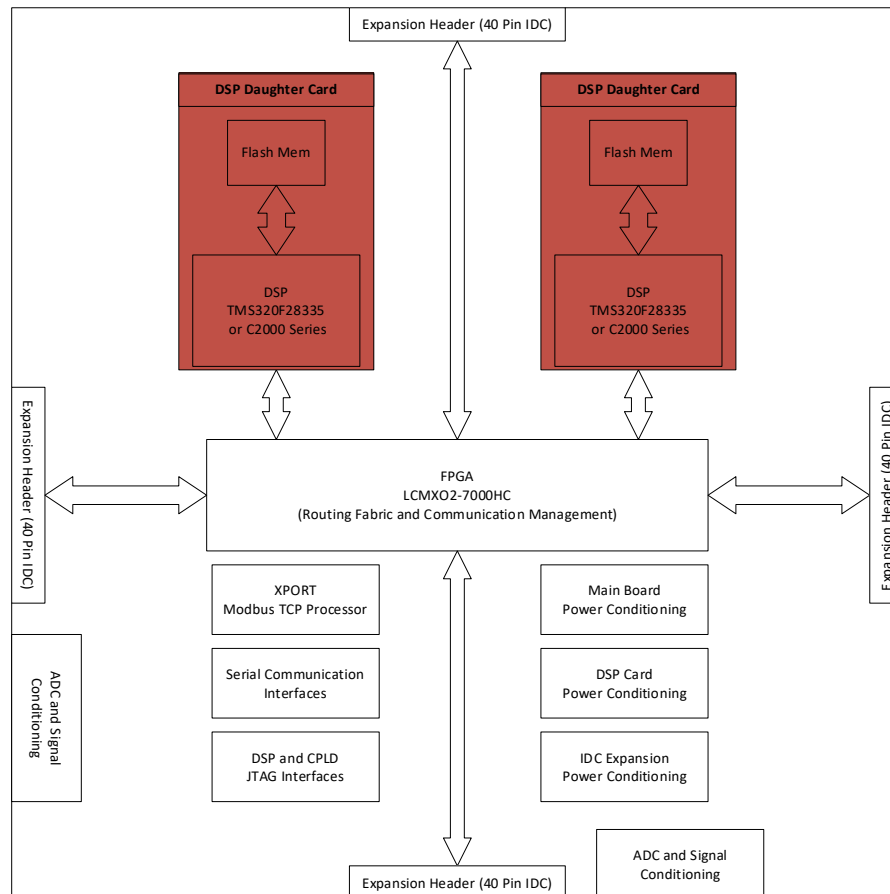 Expansion Header (40 Pin IDC)
DSP Daughter Card
Flash Mem
DSP
TMS320F28335
or C2000 Series
DSP Daughter Card
Flash Mem
DSP
TMS320F28335
or C2000 Series
Expansion Header (40 Pin IDC)
FPGA
LCMXO2-7000HC
(Routing Fabric and Communication Management)
Expansion Header (40 Pin IDC)
XPORT
Modbus TCP Processor
Main Board
Power Conditioning
ADC and Signal
Conditioning
Serial Communication
Interfaces
DSP Card
Power Conditioning
DSP and CPLD
JTAG Interfaces
IDC Expansion
Power Conditioning
Expansion Header (40 Pin IDC)
ADC and Signal
Conditioning